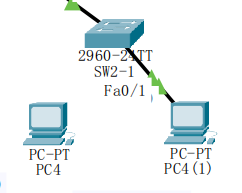 2960-24TT
SW2-1
Fa0/1
PC-PT
PC4
PC-PT
PC4(1)